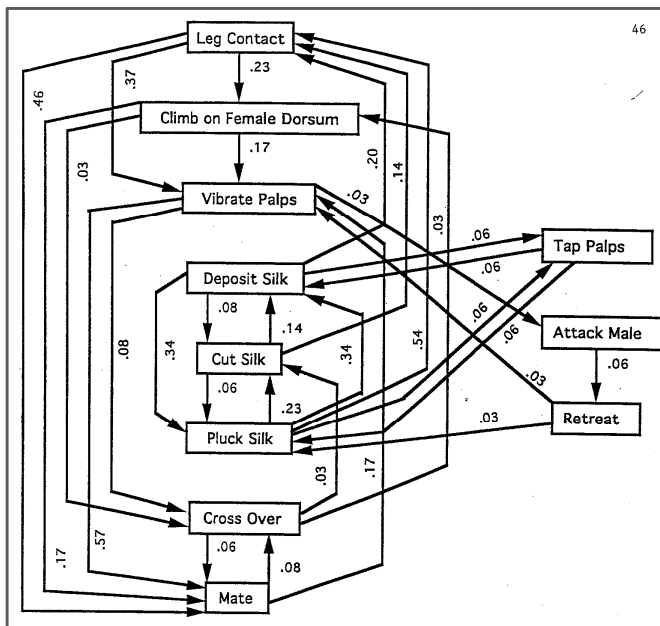 46
Leg Contact
.23
.37
.46
Climb on Female Dorsum
.17
.03
.20
.14
.03
Vibrate Palps
.03
.06
Tap Palps
.06
Deposit Silk
.08
.14
.34
.34
.54
.06
.06
Attack Male
.06
Cut Silk
.06
.23
.08
.03
Retreat
Pluck Silk
.03
.03
.17
Cross Over
.06
.08
.57
.17
Mate